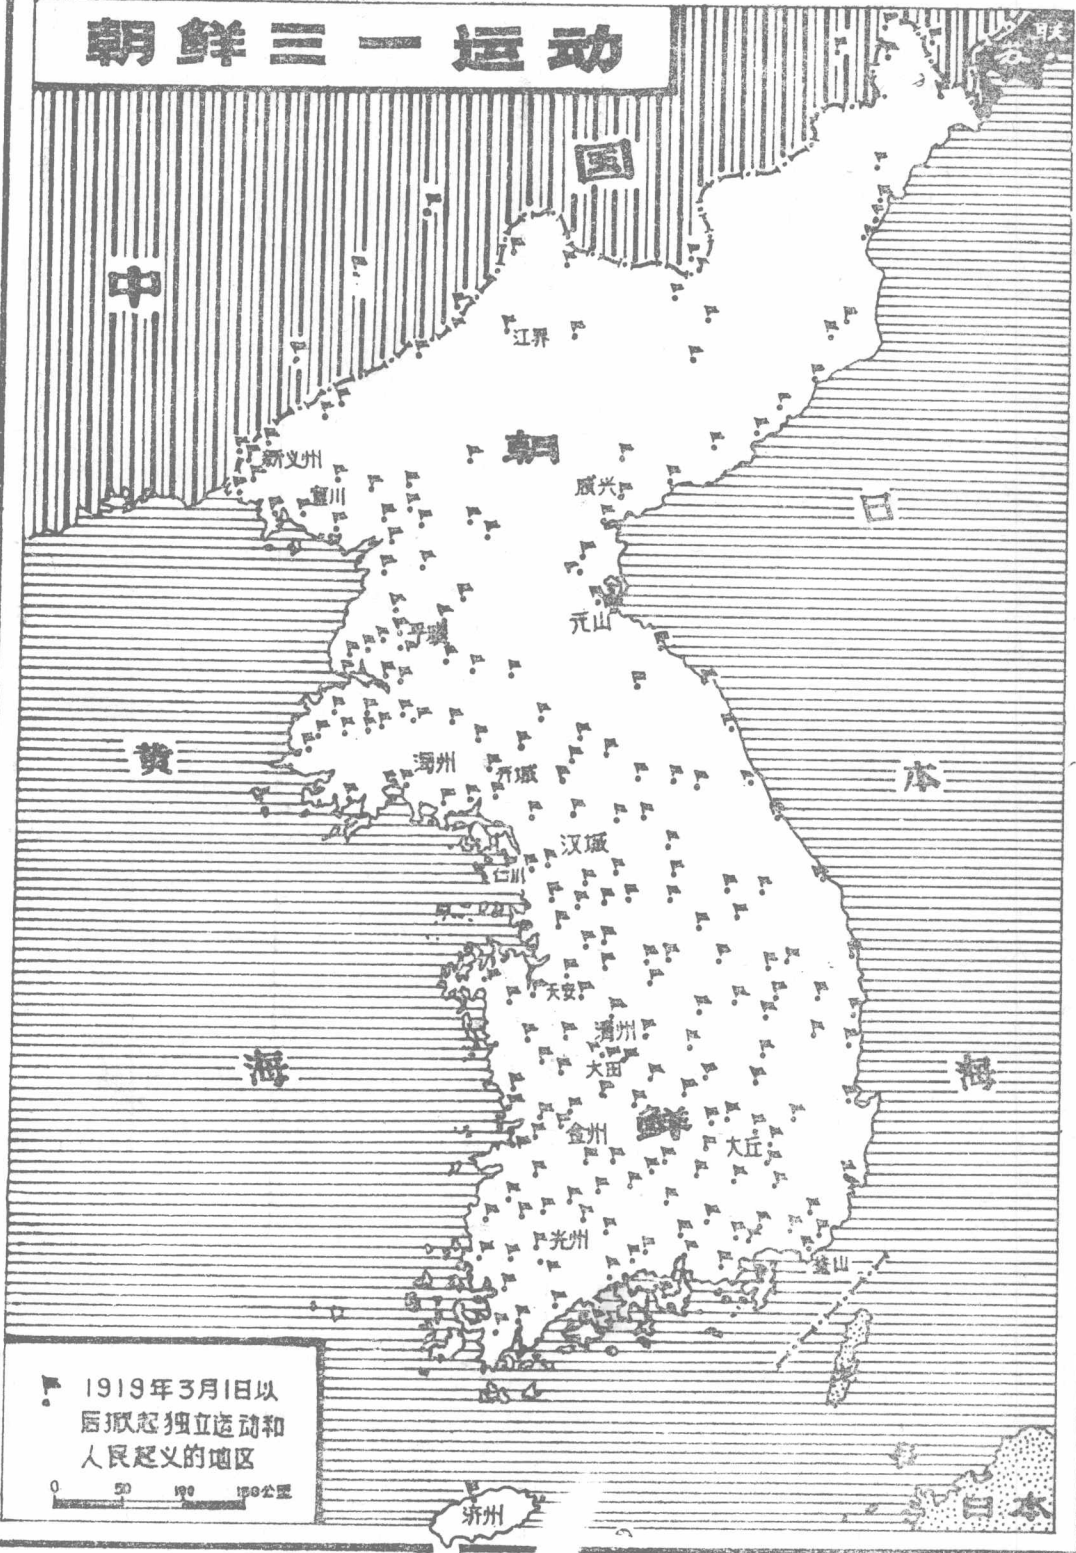 朝鲜三一运动
联
苏
国
中
江界
朝
新义州
宣川
咸兴
日
元山
平壤
黄
海州
开城
本
汉城
仁川
天安
清州
海
大田
海
鲜
金州
大丘
光州
釜山
1919年3月1日以
后掀起独立运动和
人民起义的地区
0 50 100 150公里
日本
济州